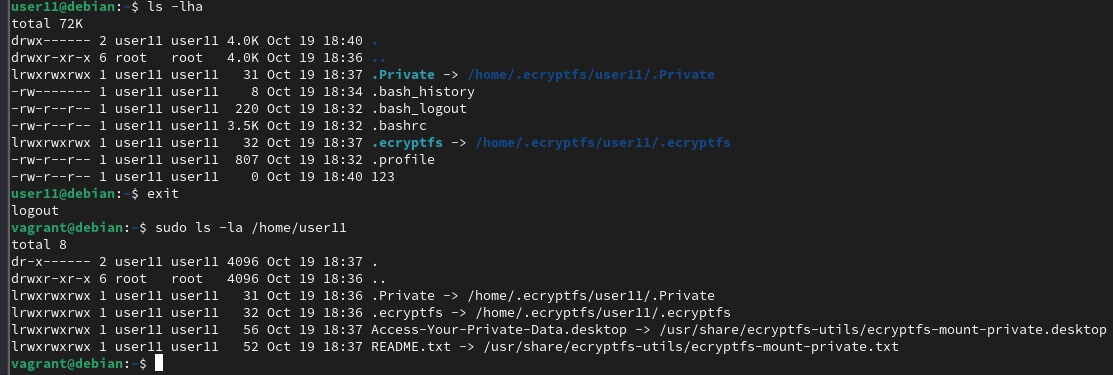 user11@debian:~$ ls -lha
total 72K
drwx------ 2 user11 user11 4.0K Oct 19 18:40 .
drwxr-xr-x 6 root   root   4.0K Oct 19 18:36 ..
lrwxrwxrwx 1 user11 user11   31 Oct 19 18:37 .Private -> /home/.ecryptfs/user11/.Private
-rw------- 1 user11 user11    8 Oct 19 18:34 .bash_history
-rw-r--r-- 1 user11 user11  220 Oct 19 18:32 .bash_logout
-rw-r--r-- 1 user11 user11 3.5K Oct 19 18:32 .bashrc
lrwxrwxrwx 1 user11 user11   32 Oct 19 18:37 .ecryptfs -> /home/.ecryptfs/user11/.ecryptfs
-rw-r--r-- 1 user11 user11  807 Oct 19 18:32 .profile
-rw-r--r-- 1 user11 user11    0 Oct 19 18:40 123
user11@debian:~$ exit
logout
vagrant@debian:~$ sudo ls -la /home/user11
total 8
dr-x------ 2 user11 user11 4096 Oct 19 18:37 .
drwxr-xr-x 6 root   root   4096 Oct 19 18:36 ..
lrwxrwxrwx 1 user11 user11   31 Oct 19 18:36 .Private -> /home/.ecryptfs/user11/.Private
lrwxrwxrwx 1 user11 user11   32 Oct 19 18:36 .ecryptfs -> /home/.ecryptfs/user11/.ecryptfs
lrwxrwxrwx 1 user11 user11   56 Oct 19 18:37 Access-Your-Private-Data.desktop -> /usr/share/ecryptfs-utils/ecryptfs-mount-private.desktop
lrwxrwxrwx 1 user11 user11   52 Oct 19 18:37 README.txt -> /usr/share/ecryptfs-utils/ecryptfs-mount-private.txt
vagrant@debian:~$